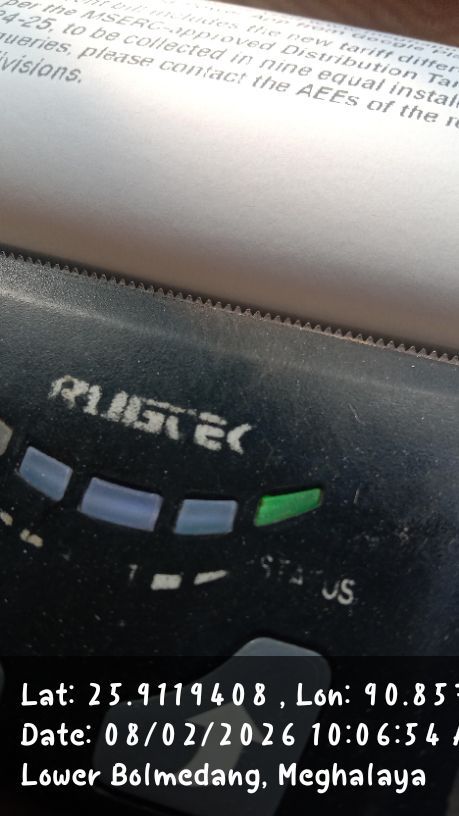 bill includes, the new tariff differ
per the MSERC approved Distribution Tar
4-25, to be collected in nine equal instal
queries, please contact the AEEs of the re
ivisions.
RUGTEK
STATUS
Lat: 25.9119408 , Lon: 90.85
Date: 08/02/2026 10:06:54 A
Lower Bolmedang, Meghalaya